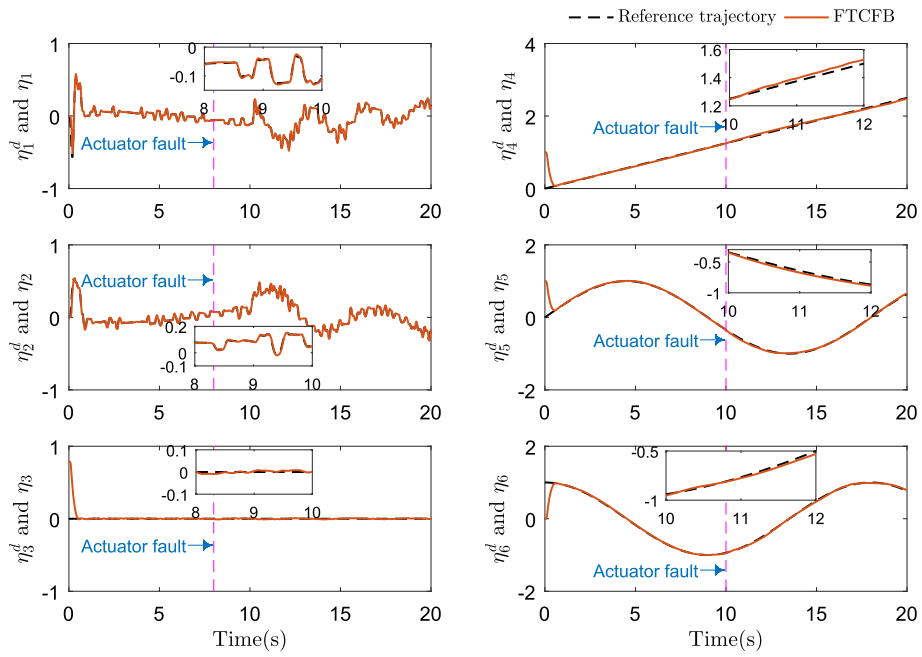 Reference trajectory FTCFB
η₁ᵈ and η₁
1
0
-1
0
-0.1
8 9 10
Actuator fault
0 5 10 15 20
η₄ᵈ and η₄
4
2
0
1.6
1.4
1.2
10 11 12
Actuator fault
0 5 10 15 20
η₂ᵈ and η₂
1
0
-1
Actuator fault
0.2
0
-0.1
8 9 10
0 5 10 15 20
η₅ᵈ and η₅
2
0
-2
-0.5
-1
10 11 12
Actuator fault
0 5 10 15 20
η₃ᵈ and η₃
1
0
-1
0.1
0
-0.1
8 9 10
Actuator fault
0 5 10 15 20
Time(s)
η₆ᵈ and η₆
2
0
-2
-0.5
-1
10 11 12
Actuator fault
0 5 10 15 20
Time(s)